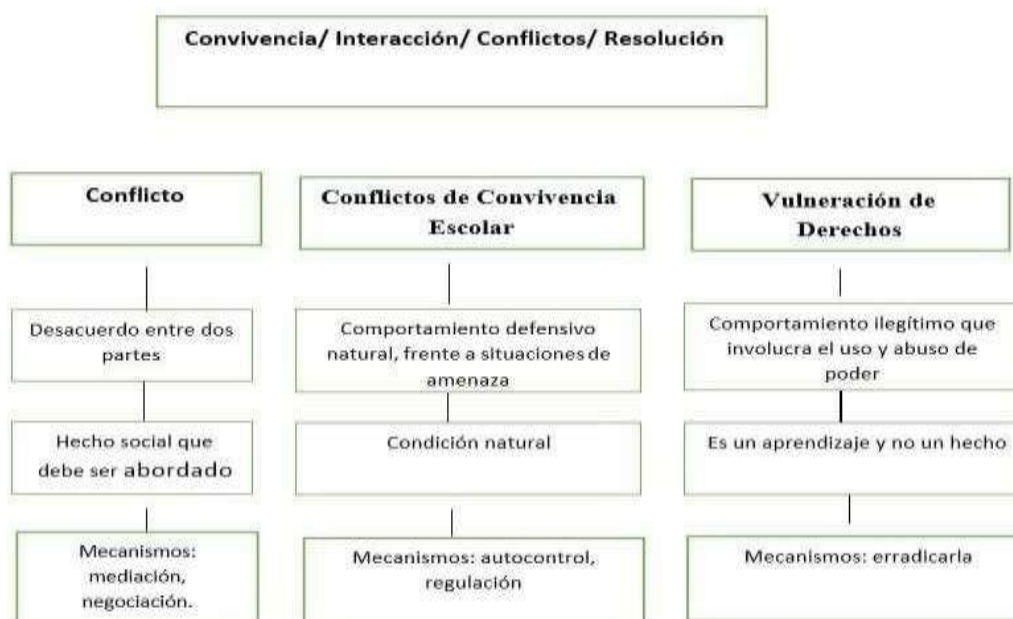 Convivencia/ Interacción/ Conflictos/ Resolución
Conflicto
Desacuerdo entre dos
partes
Hecho social que
debe ser abordado
Mecanismos:
mediación,
negociación.
Conflictos de Convivencia
Escolar
Comportamiento defensivo
natural, frente a situaciones de
amenaza
Condición natural
Mecanismos: autocontrol,
regulación
Vulneración de
Derechos
Comportamiento ilegítimo que
involucra el uso y abuso de
poder
Es un aprendizaje y no un hecho
Mecanismos: erradicarla